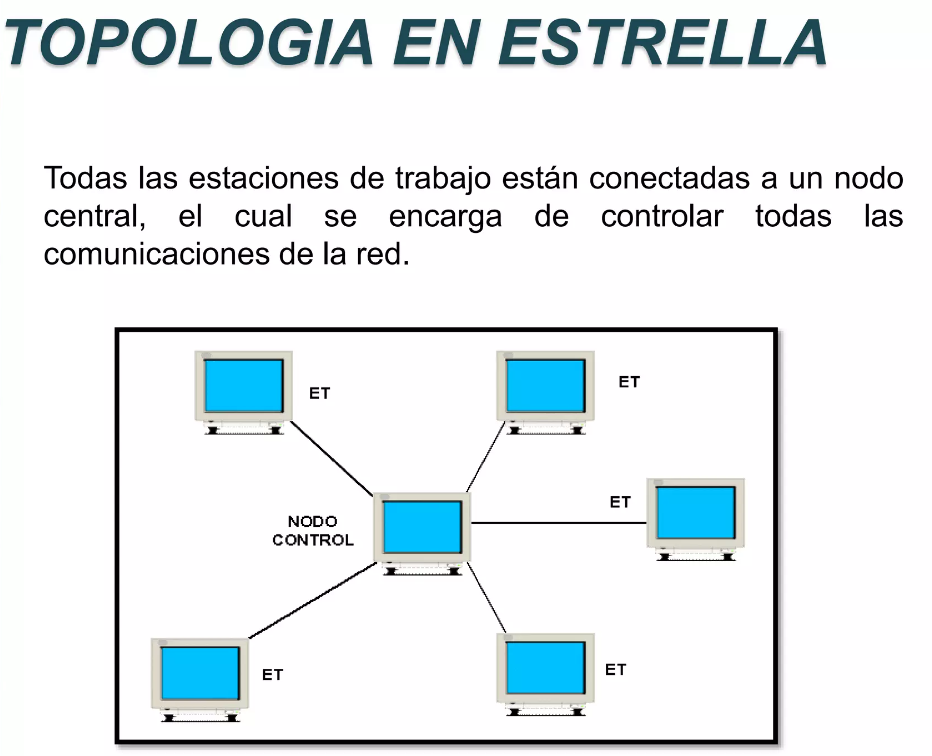 TOPOLOGIA EN ESTRELLA
Todas las estaciones de trabajo están conectadas a un nodo
central, el cual se encarga de controlar todas las
comunicaciones de la red.
ET
ET
ET
NODO
CONTROL
ET
ET